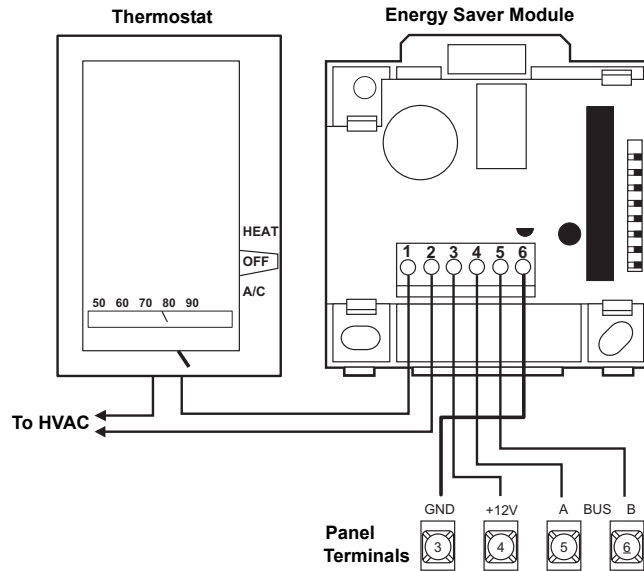 Thermostat
Energy Saver Module
HEAT
OFF
A/C
50 60 70 80 90
1 2 3 4 5 6
To HVAC
GND +12V A BUS B
Panel
Terminals
3 4 5 6